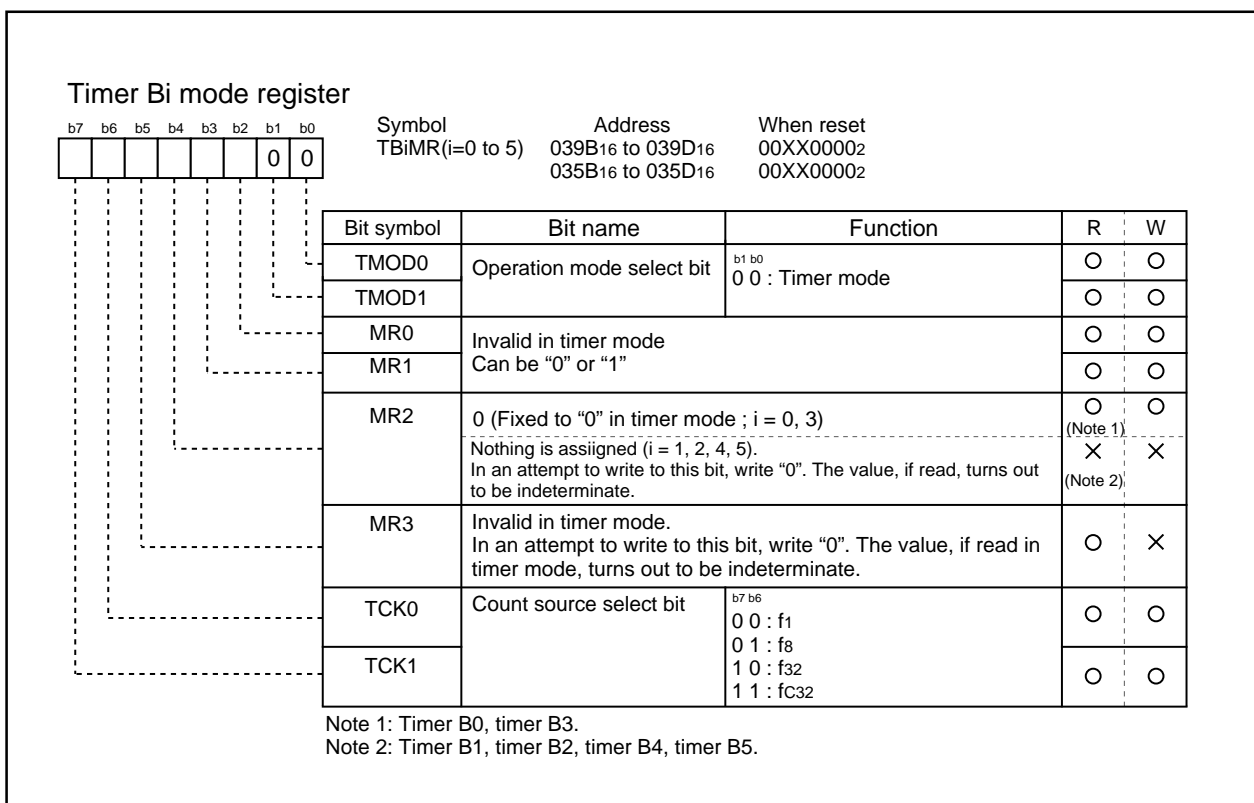 Timer Bi mode register
b7 b6 b5 b4 b3 b2 b1 b0
0 0
Symbol Address When reset
TBiMR(i=0 to 5) 039B16 to 039D16 00XX00002
035B16 to 035D16 00XX00002
Bit symbol Bit name Function R W
TMOD0 Operation mode select bit b1 b0
0 0 : Timer mode
TMOD1
MR0 Invalid in timer mode
MR1 Can be “0” or “1”
MR2 0 (Fixed to “0” in timer mode ; i = 0, 3)
(Note 1)
Nothing is assiigned (i = 1, 2, 4, 5).
In an attempt to write to this bit, write “0”. The value, if read, turns out
to be indeterminate.
(Note 2)
MR3 Invalid in timer mode.
In an attempt to write to this bit, write “0”. The value, if read in
timer mode, turns out to be indeterminate.
TCK0 Count source select bit b7 b6
0 0 : f1
0 1 : f8
TCK1 1 0 : f32
1 1 : fC32
Note 1: Timer B0, timer B3.
Note 2: Timer B1, timer B2, timer B4, timer B5.